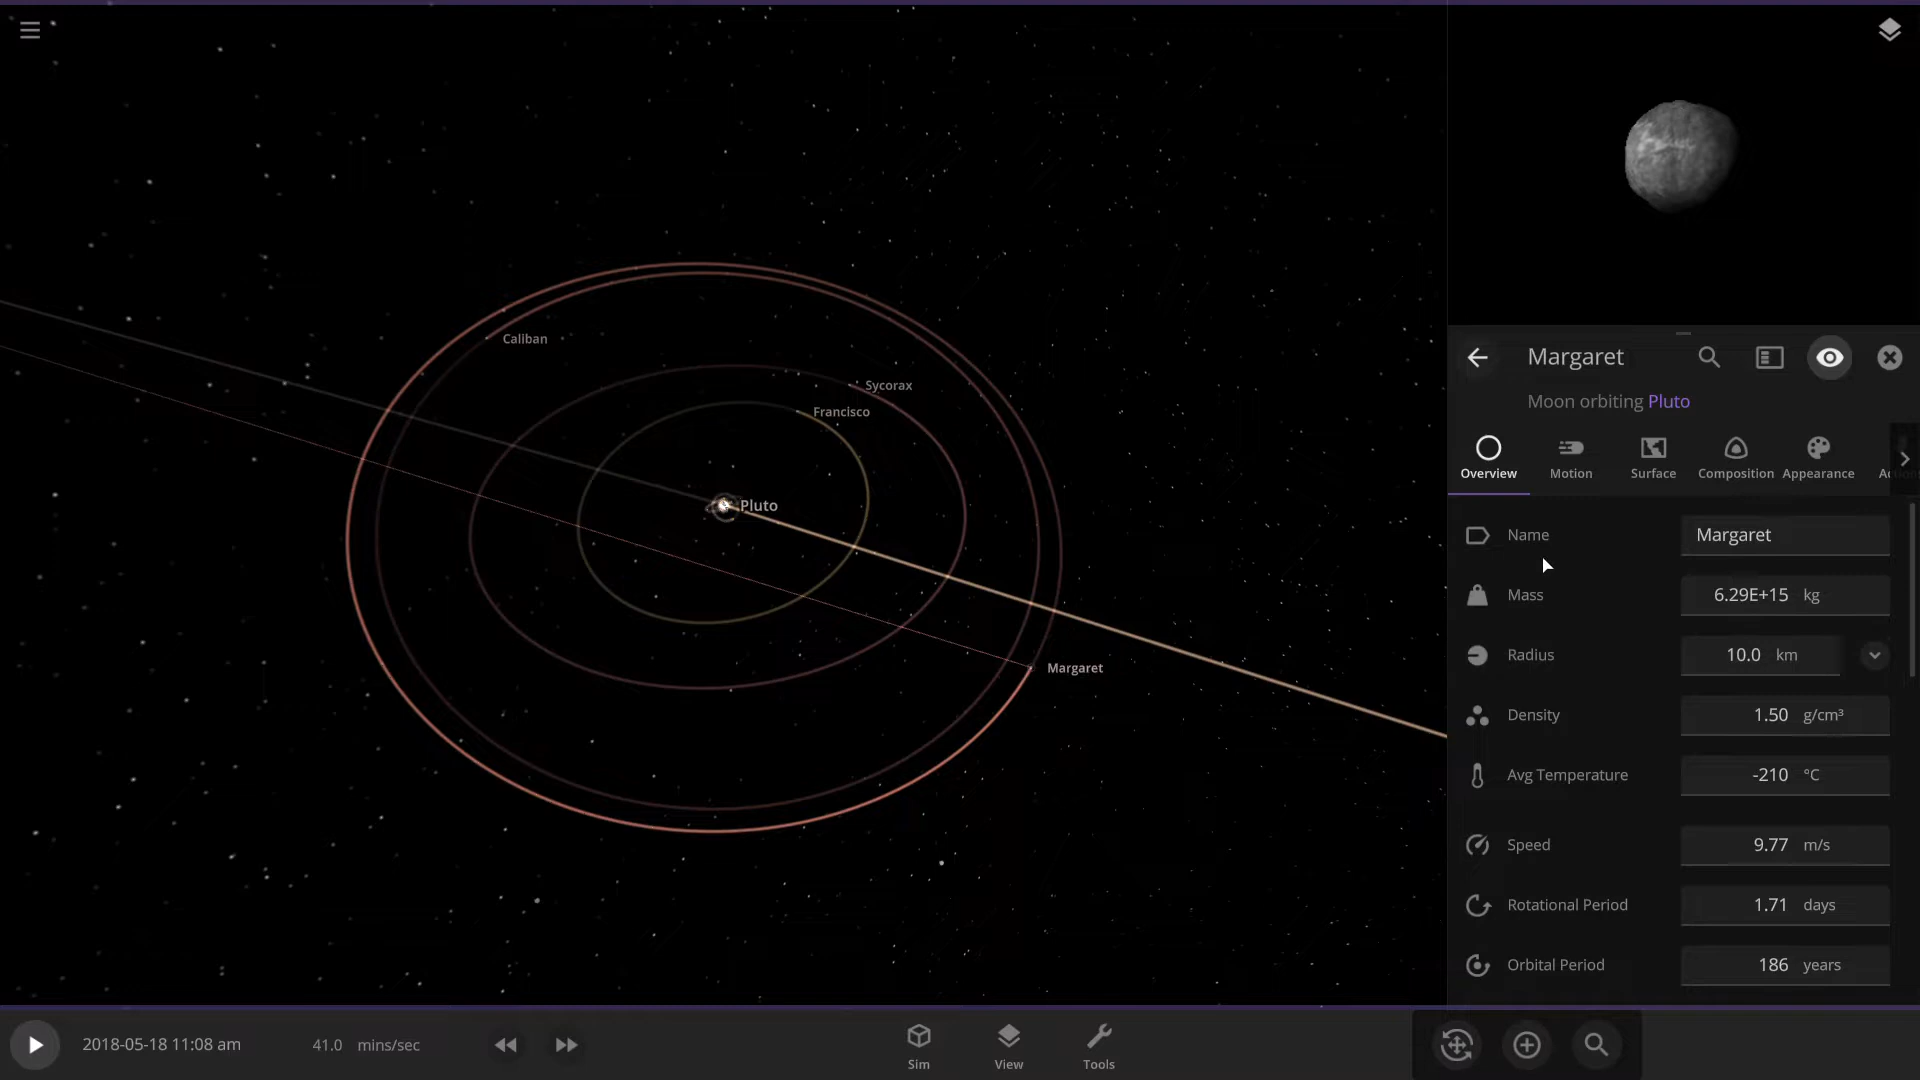 Caliban
Sycorax
Francisco
Pluto
Margaret
Margaret
Moon orbiting Pluto
Overview
Motion
Surface
Composition
Appearance
Name
Margaret
Mass
6.29E+15 kg
Radius
10.0 km
Density
1.50 g/cm³
Avg Temperature
-210 °C
Speed
9.77 m/s
Rotational Period
1.71 days
Orbital Period
186 years
2018-05-18 11:08 am
41.0 mins/sec
Sim
View
Tools